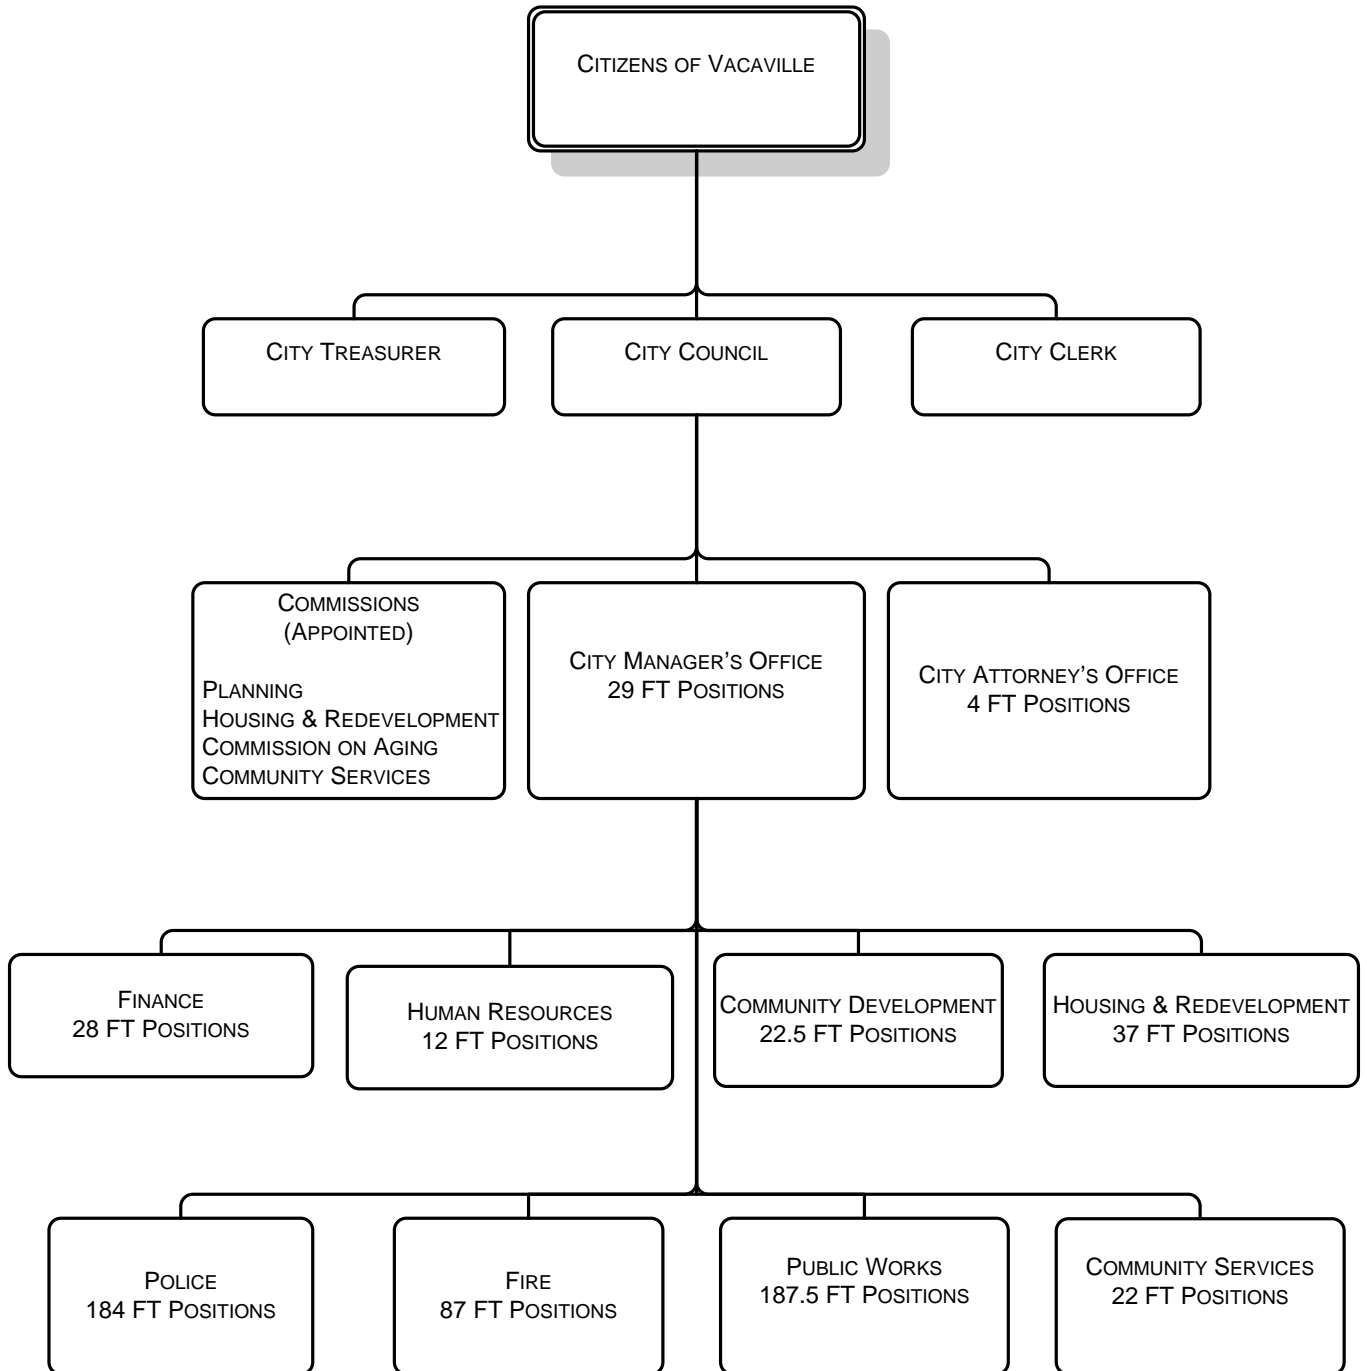 CITIZENS OF VACAVILLE
CITY TREASURER
CITY COUNCIL
CITY CLERK
COMMISSIONS
(APPOINTED)
PLANNING
HOUSING & REDEVELOPMENT
COMMISSION ON AGING
COMMUNITY SERVICES
CITY MANAGER'S OFFICE
29 FT POSITIONS
CITY ATTORNEY'S OFFICE
4 FT POSITIONS
FINANCE
28 FT POSITIONS
HUMAN RESOURCES
12 FT POSITIONS
COMMUNITY DEVELOPMENT
22.5 FT POSITIONS
HOUSING & REDEVELOPMENT
37 FT POSITIONS
POLICE
184 FT POSITIONS
FIRE
87 FT POSITIONS
PUBLIC WORKS
187.5 FT POSITIONS
COMMUNITY SERVICES
22 FT POSITIONS